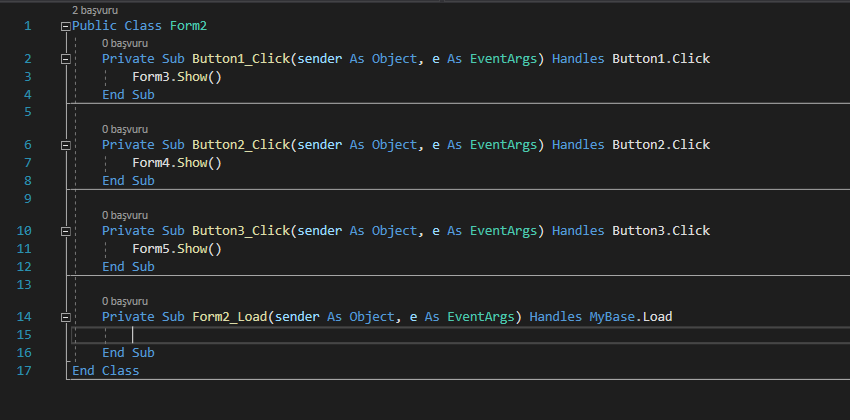 2 başvuru
1 Public Class Form2
0 başvuru
2 Private Sub Button1_Click(sender As Object, e As EventArgs) Handles Button1.Click
3 Form3.Show()
4 End Sub
5
0 başvuru
6 Private Sub Button2_Click(sender As Object, e As EventArgs) Handles Button2.Click
7 Form4.Show()
8 End Sub
9
0 başvuru
10 Private Sub Button3_Click(sender As Object, e As EventArgs) Handles Button3.Click
11 Form5.Show()
12 End Sub
13
0 başvuru
14 Private Sub Form2_Load(sender As Object, e As EventArgs) Handles MyBase.Load
15
16 End Sub
17 End Class